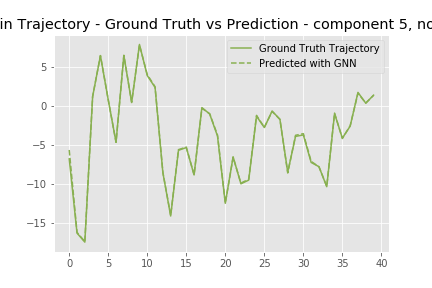 in Trajectory - Ground Truth vs Prediction - component 5, no
Ground Truth Trajectory
Predicted with GNN
5
0
−5
−10
−15
0 5 10 15 20 25 30 35 40